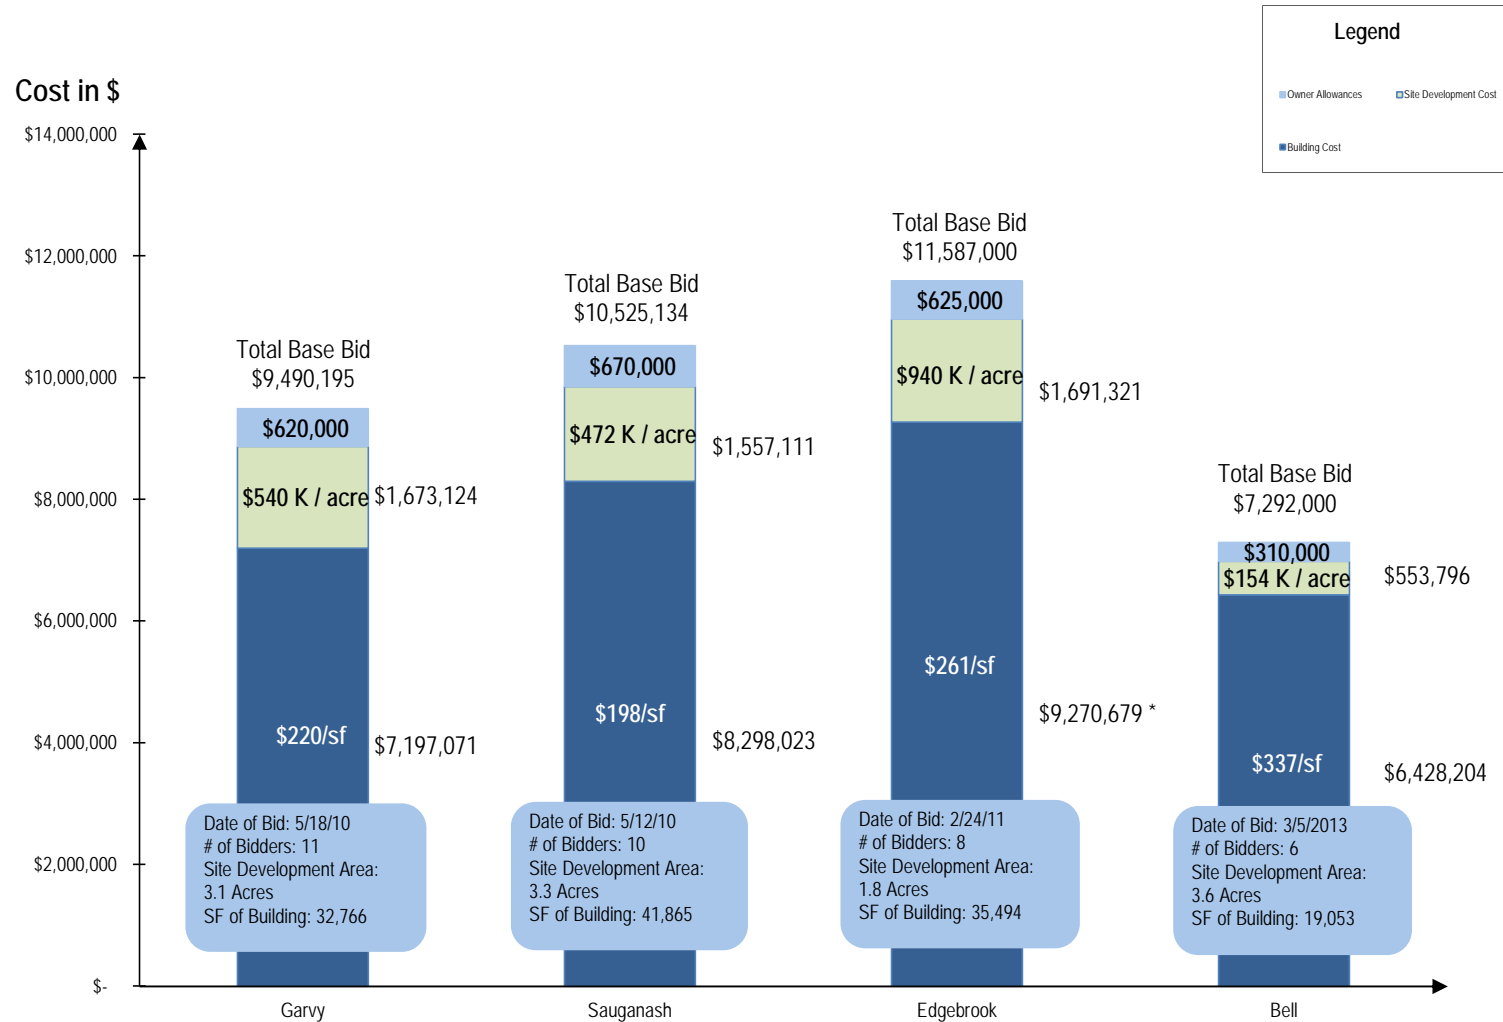 Legend
Owner Allowances
Site Development Cost
Building Cost
Cost in $
$14,000,000
$12,000,000
$10,000,000
$8,000,000
$6,000,000
$4,000,000
$2,000,000
$-
Total Base Bid
$9,490,195
$620,000
$540 K / acre
$1,673,124
$220/sf
$7,197,071
Date of Bid: 5/18/10
# of Bidders: 11
Site Development Area:
3.1 Acres
SF of Building: 32,766
Garvy
Total Base Bid
$10,525,134
$670,000
$472 K / acre
$1,557,111
$198/sf
$8,298,023
Date of Bid: 5/12/10
# of Bidders: 10
Site Development Area:
3.3 Acres
SF of Building: 41,865
Sauganash
Total Base Bid
$11,587,000
$625,000
$940 K / acre
$1,691,321
$261/sf
$9,270,679 *
Date of Bid: 2/24/11
# of Bidders: 8
Site Development Area:
1.8 Acres
SF of Building: 35,494
Edgebrook
Total Base Bid
$7,292,000
$310,000
$154 K / acre
$553,796
$337/sf
$6,428,204
Date of Bid: 3/5/2013
# of Bidders: 6
Site Development Area:
3.6 Acres
SF of Building: 19,053
Bell